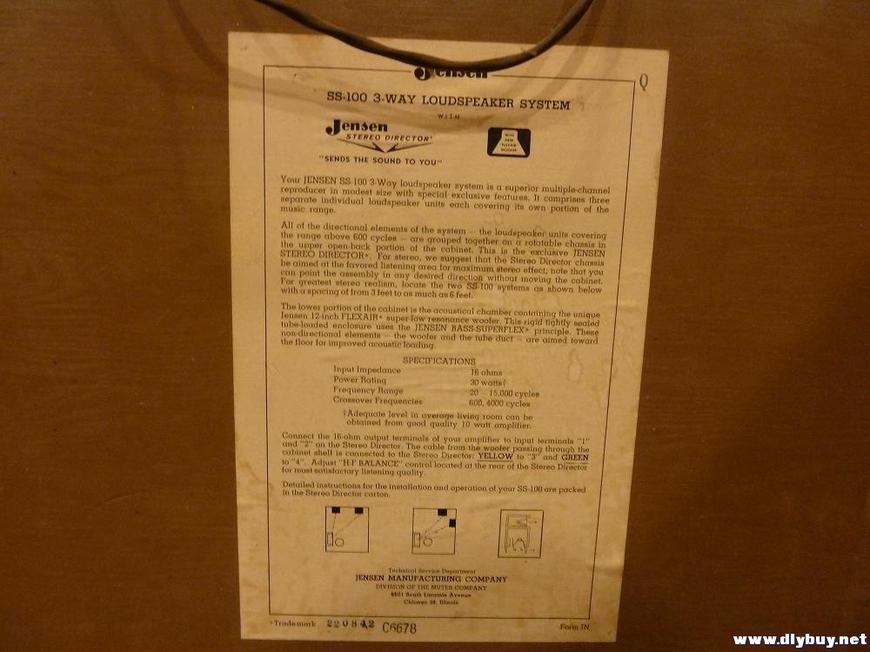 Jensen
Q
SS-100 3-WAY LOUDSPEAKER SYSTEM
WITH
Jensen
STEREO DIRECTOR*
"SENDS THE SOUND TO YOU"
Your JENSEN SS-100 3-Way loudspeaker system is a superior multiple-channel
reproducer in modest size with special exclusive features. It comprises three
separate individual loudspeaker units each covering its own portion of the
music range.
All of the directional elements of the system — the loudspeaker units covering
the range above 600 cycles — are grouped together on a rotatable chassis in
the upper open-back portion of the cabinet. This is the exclusive JENSEN
STEREO DIRECTOR*. For stereo, we suggest that the Stereo Director chassis
be aimed at the favored listening area for maximum stereo effect; note that you
can point the assembly in any desired direction without moving the cabinet.
For greatest stereo realism, locate the two SS-100 systems as shown below
with a spacing of from 3 feet to as much as 6 feet.
The lower portion of the cabinet is the acoustical chamber containing the unique
Jensen 12-inch FLEXAIR* super-low resonance woofer. This rigid tightly sealed
tube-loaded enclosure uses the JENSEN BASS-SUPERFLEX* principle. These
non-directional elements — the woofer and the tube duct — are aimed toward
the floor for improved acoustic loading.
SPECIFICATIONS
Input Impedance 16 ohms
Power Rating 30 watts†
Frequency Range 20 — 15,000 cycles
Crossover Frequencies 600, 4000 cycles
†Adequate level in average living room can be
obtained from good quality 10 watt amplifier.
Connect the 16-ohm output terminals of your amplifier to input terminals "1"
and "2" on the Stereo Director. The cable from the woofer passing through the
cabinet shell is connected to the Stereo Director: YELLOW to "3" and GREEN
to "4". Adjust "H-F BALANCE" control located at the rear of the Stereo Director
for most satisfactory listening quality.
Detailed instructions for the installation and operation of your SS-100 are packed
in the Stereo Director carton.
Technical Service Department
JENSEN MANUFACTURING COMPANY
DIVISION OF THE MUTER COMPANY
6601 South Laramie Avenue
Chicago 38, Illinois
*Trademark 220842 C6678 Form IN
www.diybuy.net